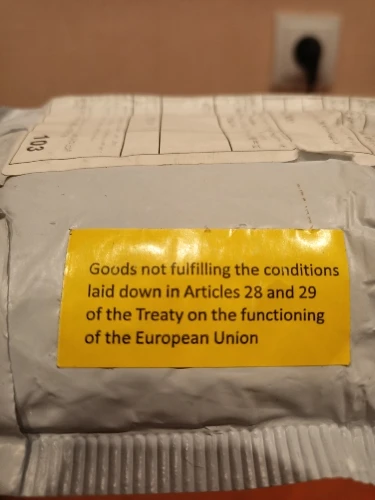 103
Goods not fulfilling the conditions
laid down in Articles 28 and 29
of the Treaty on the functioning
of the European Union